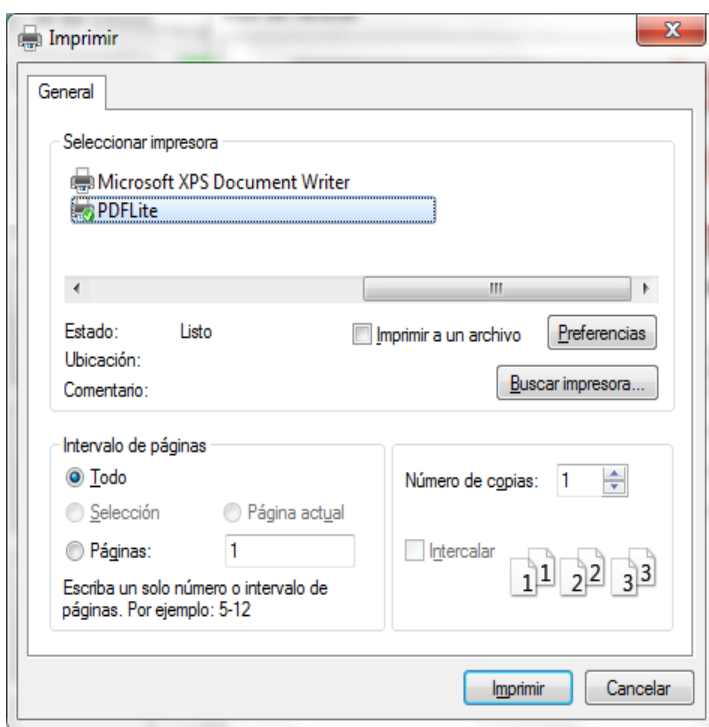 Imprimir
General
Seleccionar impresora
Microsoft XPS Document Writer
PDFLite
Estado: Listo
Imprimir a un archivo
Preferencias
Ubicación:
Comentario:
Buscar impresora...
Intervalo de páginas
Todo
Selección
Página actual
Páginas: 1
Escriba un solo número o intervalo de
páginas. Por ejemplo: 5-12
Número de copias: 1
Intercalar
1 1 2 2 3 3
Imprimir
Cancelar